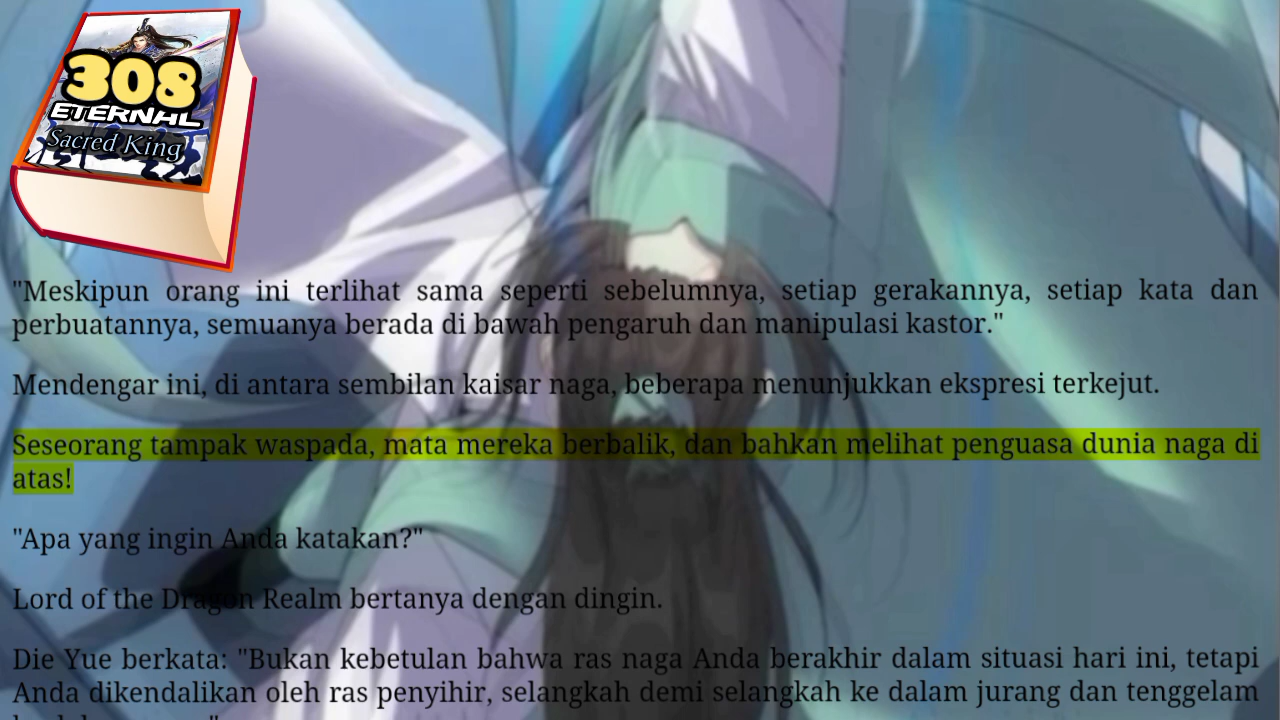 308
ETERNAL
Sacred King
"Meskipun orang ini terlihat sama seperti sebelumnya, setiap gerakannya, setiap kata dan
perbuatannya, semuanya berada di bawah pengaruh dan manipulasi kastor."
Mendengar ini, di antara sembilan kaisar naga, beberapa menunjukkan ekspresi terkejut.
Seseorang tampak waspada, mata mereka berbalik, dan bahkan melihat penguasa dunia naga di
atas!
"Apa yang ingin Anda katakan?"
Lord of the Dragon Realm bertanya dengan dingin.
Die Yue berkata: "Bukan kebetulan bahwa ras naga Anda berakhir dalam situasi hari ini, tetapi
Anda dikendalikan oleh ras penyihir, selangkah demi selangkah ke dalam jurang dan tenggelam